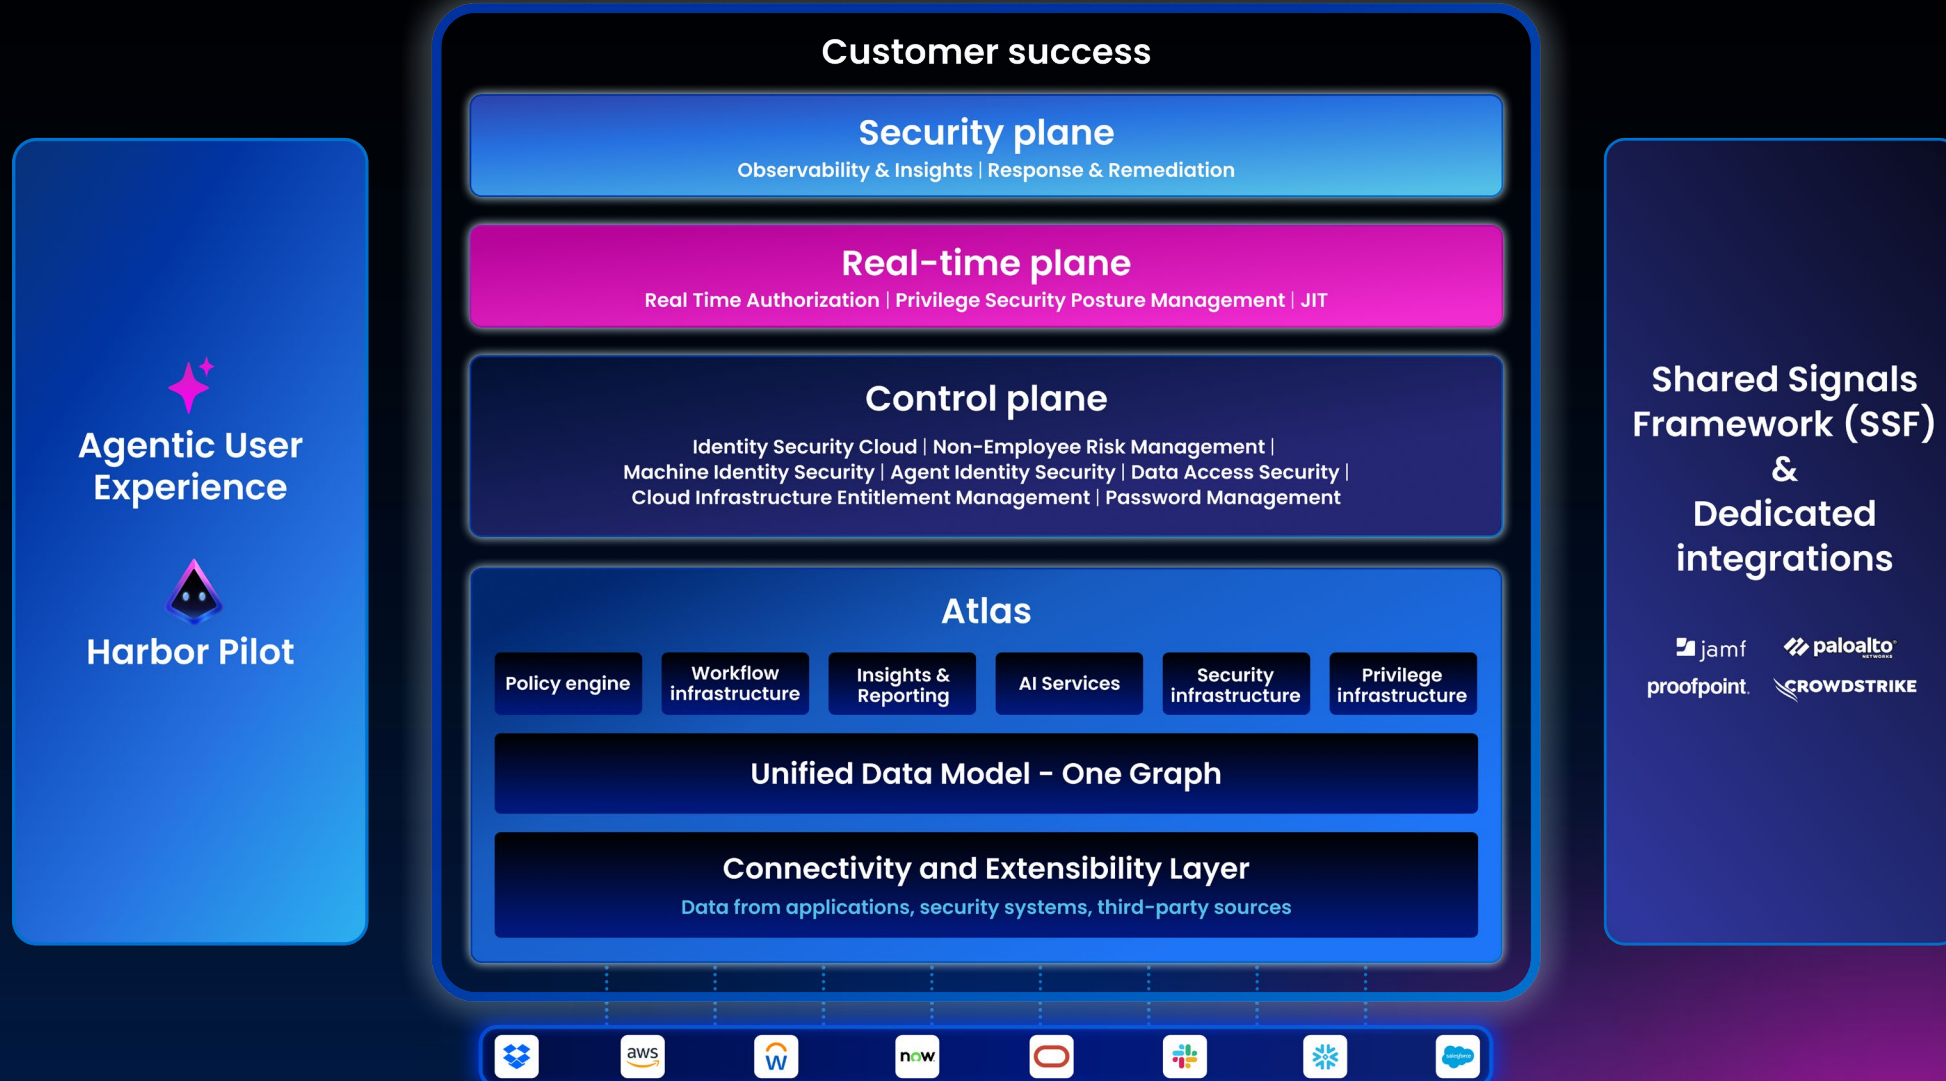 Customer success
Security plane
Observability & Insights | Response & Remediation
Real-time plane
Real Time Authorization | Privilege Security Posture Management | JIT
Control plane
Identity Security Cloud | Non-Employee Risk Management |
Machine Identity Security | Agent Identity Security | Data Access Security |
Cloud Infrastructure Entitlement Management | Password Management
Atlas
Policy engine
Workflow
infrastructure
Insights &
Reporting
AI Services
Security
infrastructure
Privilege
infrastructure
Unified Data Model - One Graph
Connectivity and Extensibility Layer
Data from applications, security systems, third-party sources
Agentic User
Experience
Harbor Pilot
Shared Signals
Framework (SSF)
&
Dedicated
integrations
jamf
paloalto
NETWORKS
proofpoint.
CROWDSTRIKE
aws
w
now
salesforce